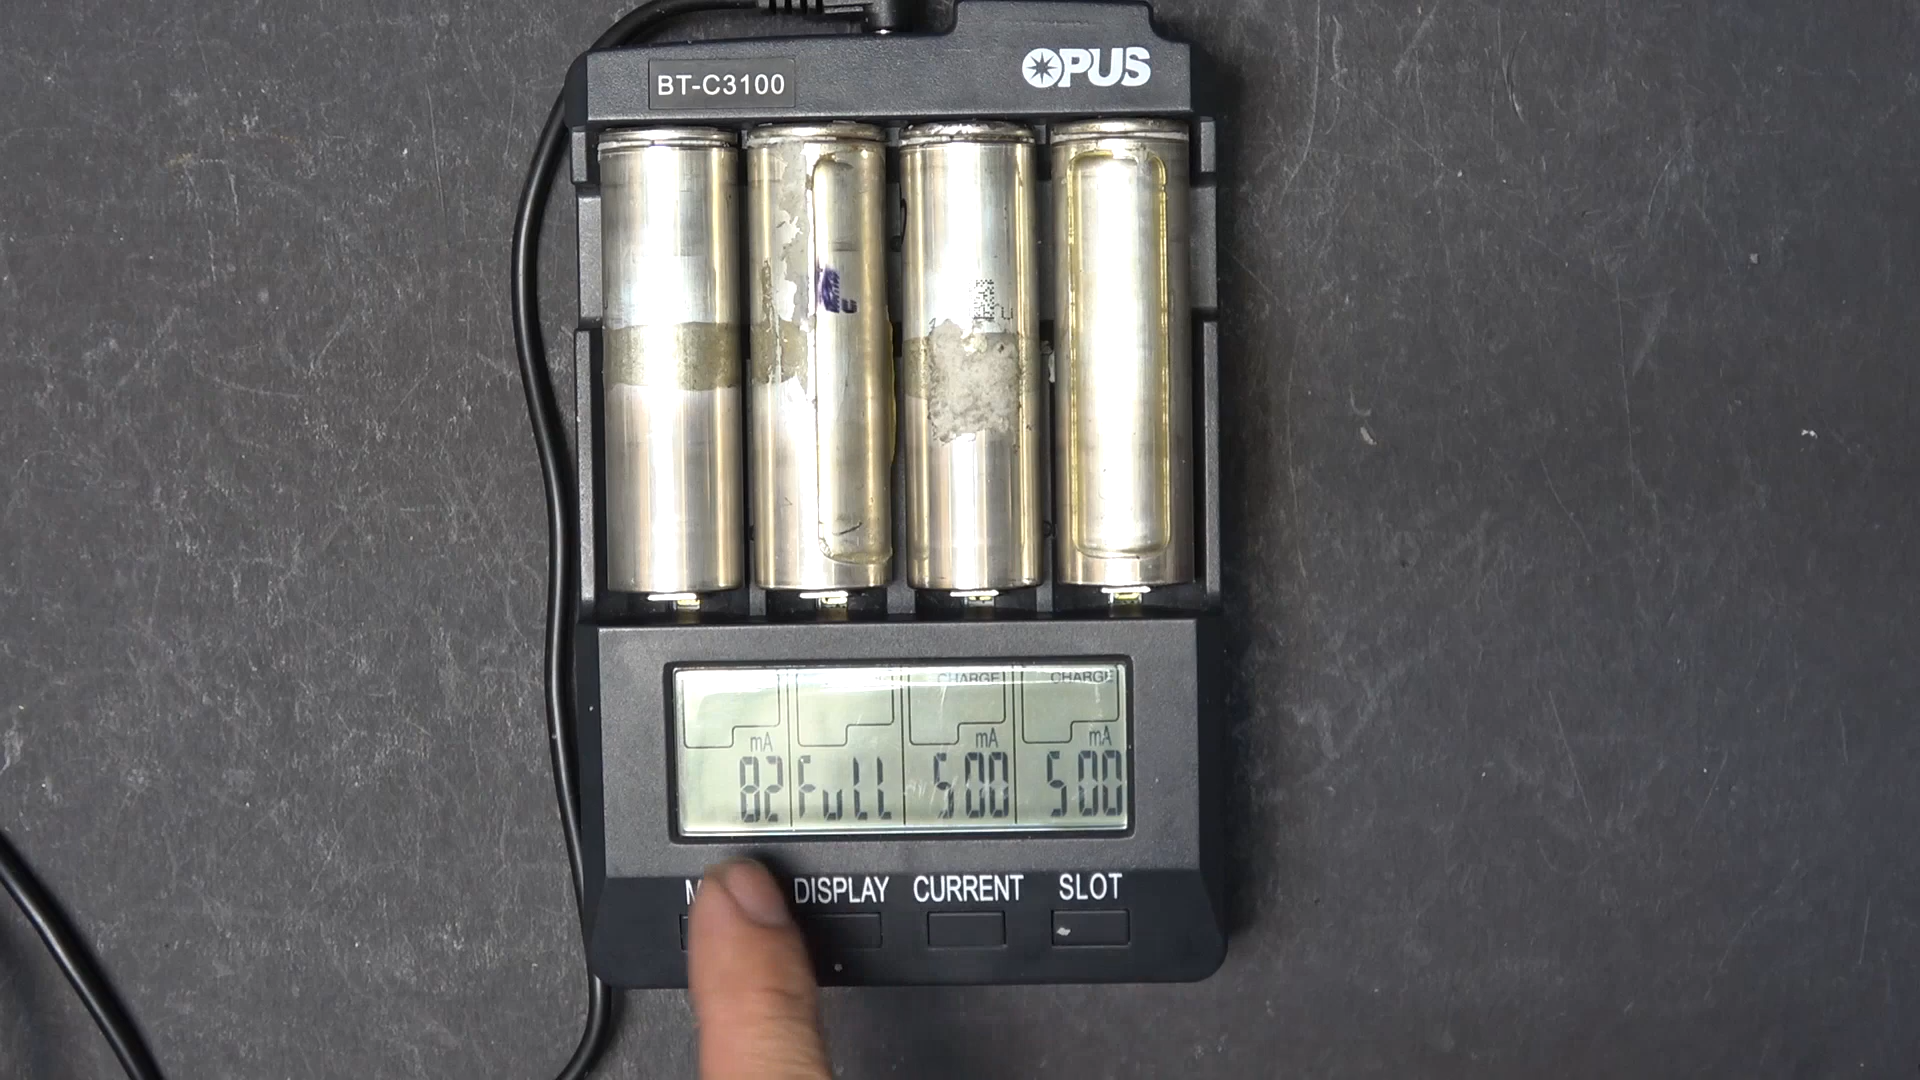 BT-C3100
OPUS
CHARGE CHARGE
mA mA mA
82 FuLL 500 500
DISPLAY CURRENT SLOT